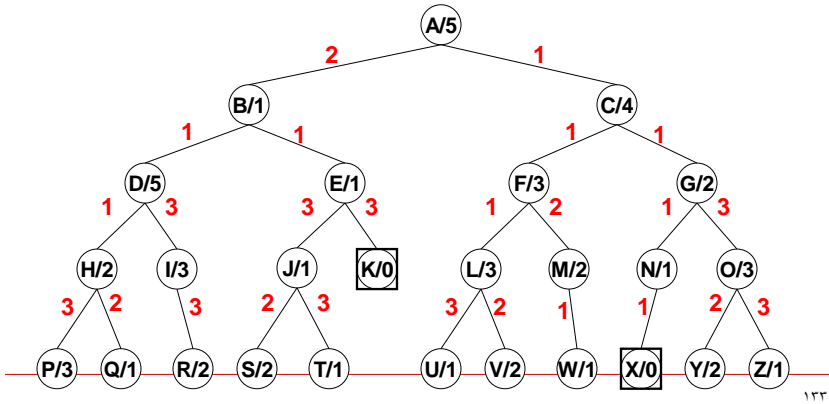 A/5
2 1
B/1 C/4
1 1 1 1
D/5 E/1 F/3 G/2
1 3 3 3 1 2 1 3
H/2 I/3 J/1 K/0 L/3 M/2 N/1 O/3
3 2 3 2 3 3 2 1 1 2 3
P/3 Q/1 R/2 S/2 T/1 U/1 V/2 W/1 X/0 Y/2 Z/1
۱۳۳